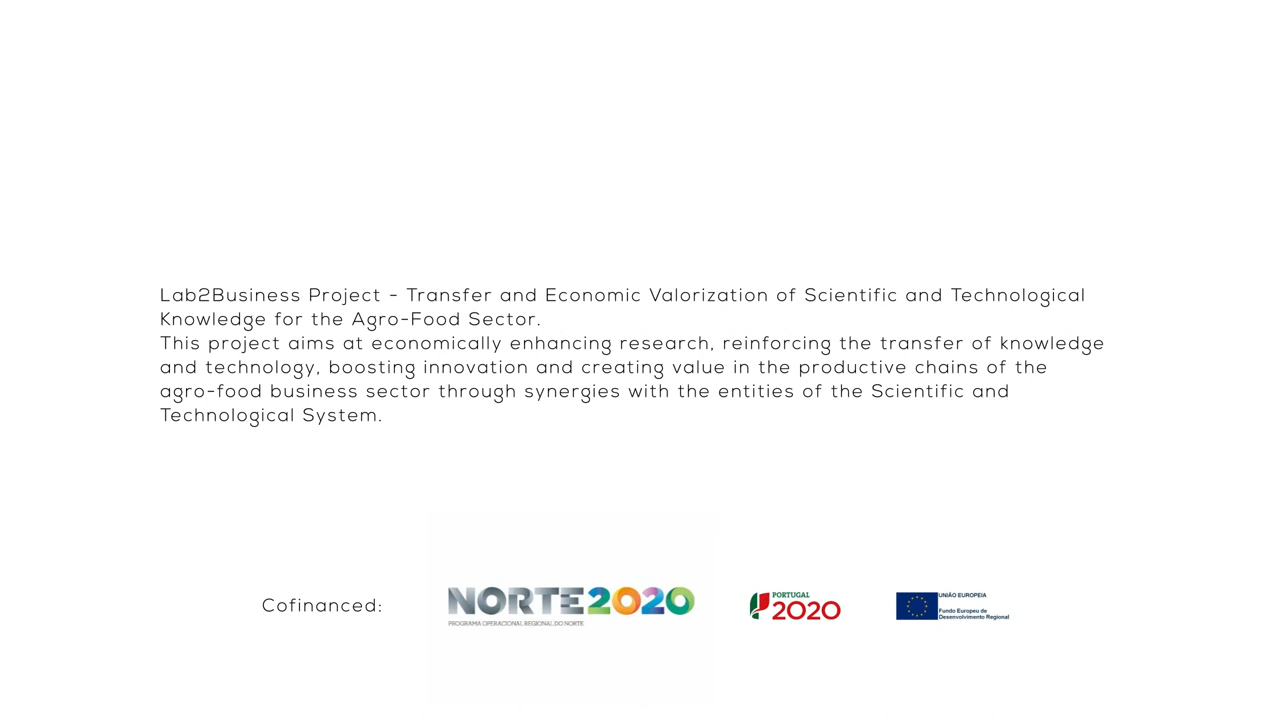 Lab2Business Project - Transfer and Economic Valorization of Scientific and Technological
Knowledge for the Agro-Food Sector.
This project aims at economically enhancing research, reinforcing the transfer of knowledge
and technology, boosting innovation and creating value in the productive chains of the
agro-food business sector through synergies with the entities of the Scientific and
Technological System.
Cofinanced:
NORTE2020
PROGRAMA OPERACIONAL REGIONAL DO NORTE
PORTUGAL
2020
UNIÃO EUROPEIA
Fundo Europeu de
Desenvolvimento Regional